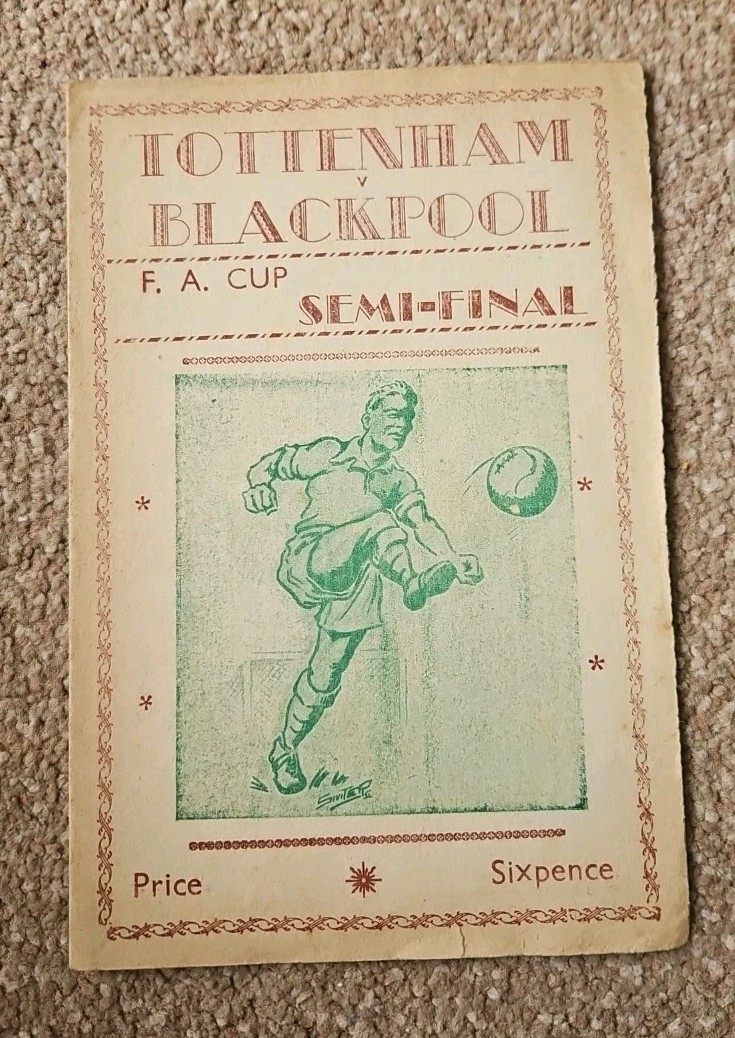 TOTTENHAM
v
BLACKPOOL
F. A. CUP
SEMI-FINAL
Price
Sixpence